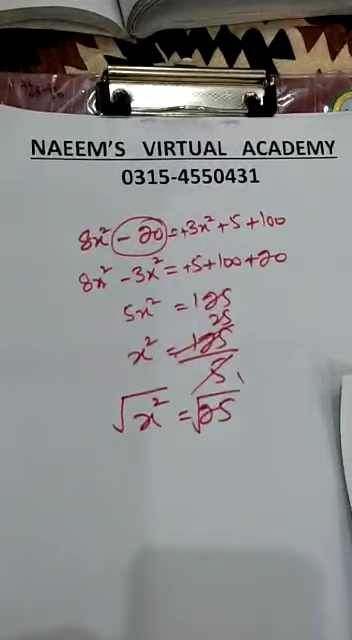 NAEEM'S VIRTUAL ACADEMY
0315-4550431
8x² - 20 = +3x² + 5 + 100
8x² - 3x² = +5 + 100 + 20
5x² = 125
25
x² = 125
5 1
√x² = √25